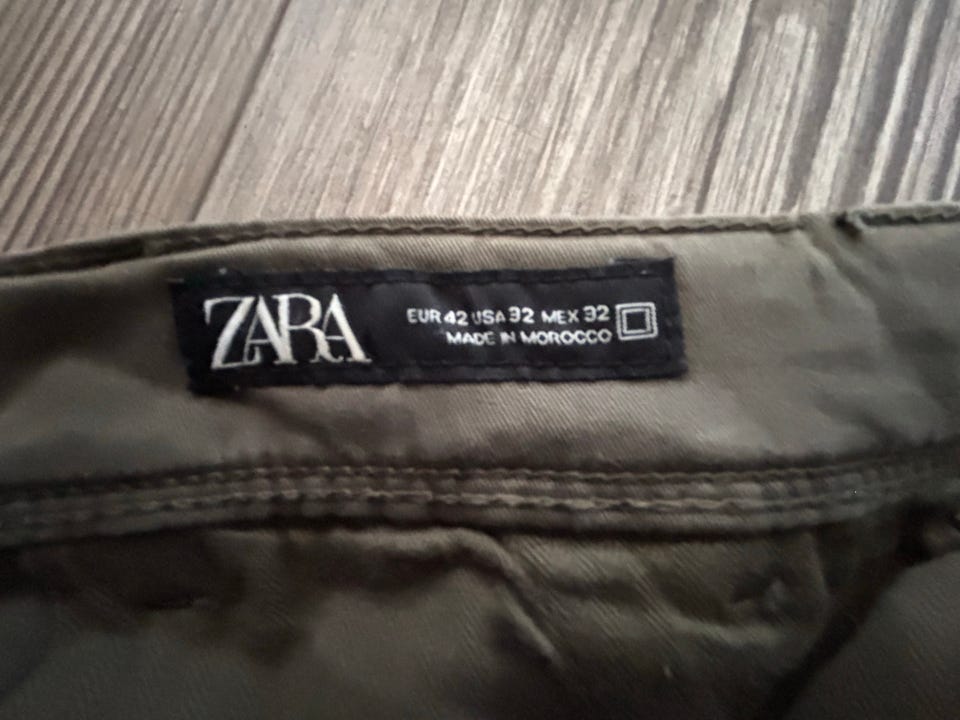 ZARA
EUR 42 USA 32 MEX 32
MADE IN MOROCCO